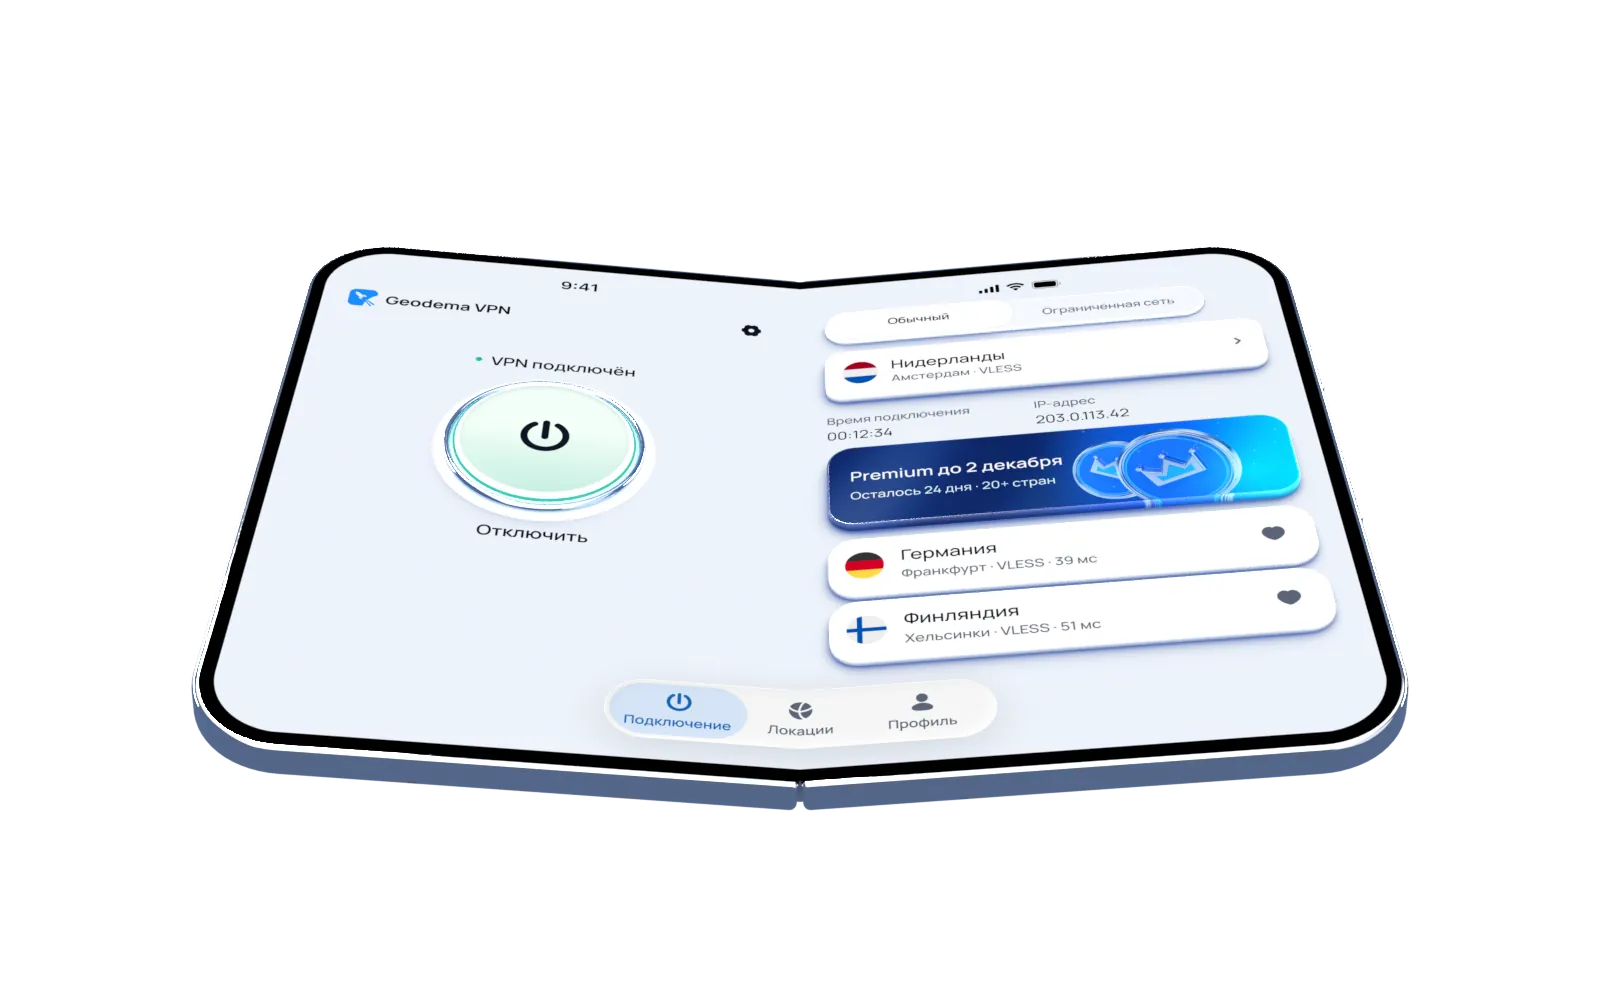 9:41
Geodema VPN
VPN подключён
Отключить
Обычный
Ограниченная сеть
Нидерланды
Амстердам · VLESS
Время подключения
00:12:34
IP-адрес
203.0.113.42
Premium до 2 декабря
Осталось 24 дня · 20+ стран
Германия
Франкфурт · VLESS · 39 мс
Финляндия
Хельсинки · VLESS · 51 мс
Подключение
Локации
Профиль